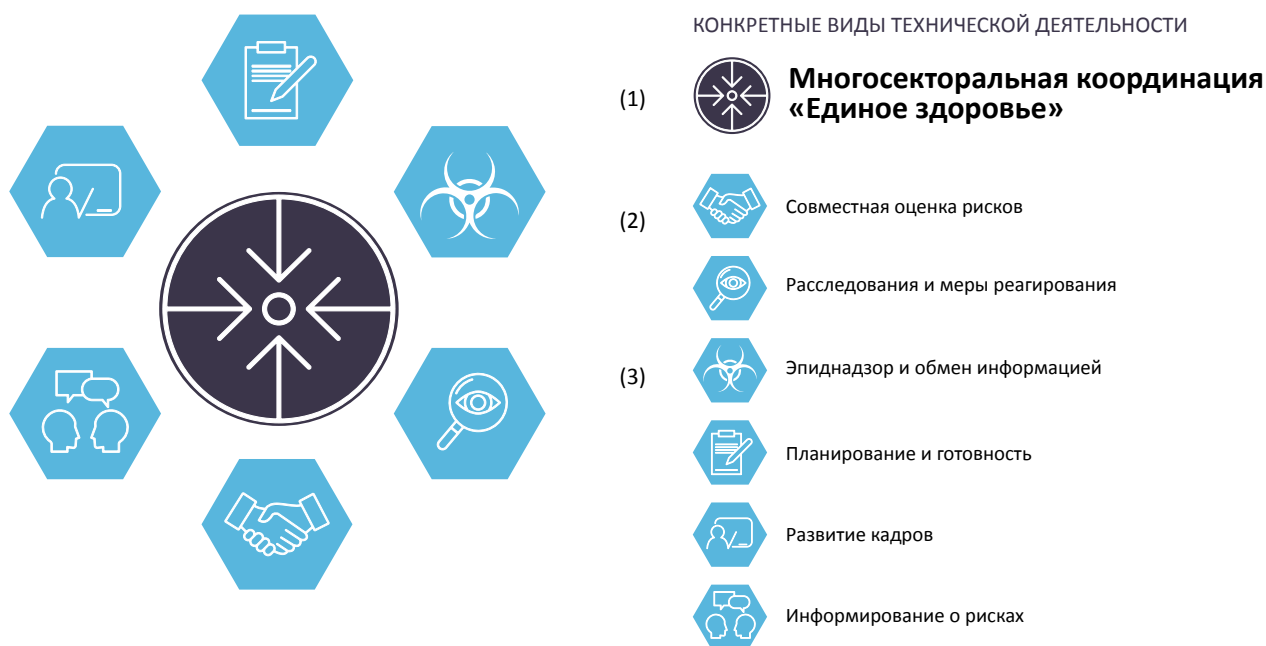 КОНКРЕТНЫЕ ВИДЫ ТЕХНИЧЕСКОЙ ДЕЯТЕЛЬНОСТИ
(1)
Многосекторальная координация
«Единое здоровье»
(2)
Совместная оценка рисков
Расследования и меры реагирования
(3)
Эпиднадзор и обмен информацией
Планирование и готовность
Развитие кадров
Информирование о рисках